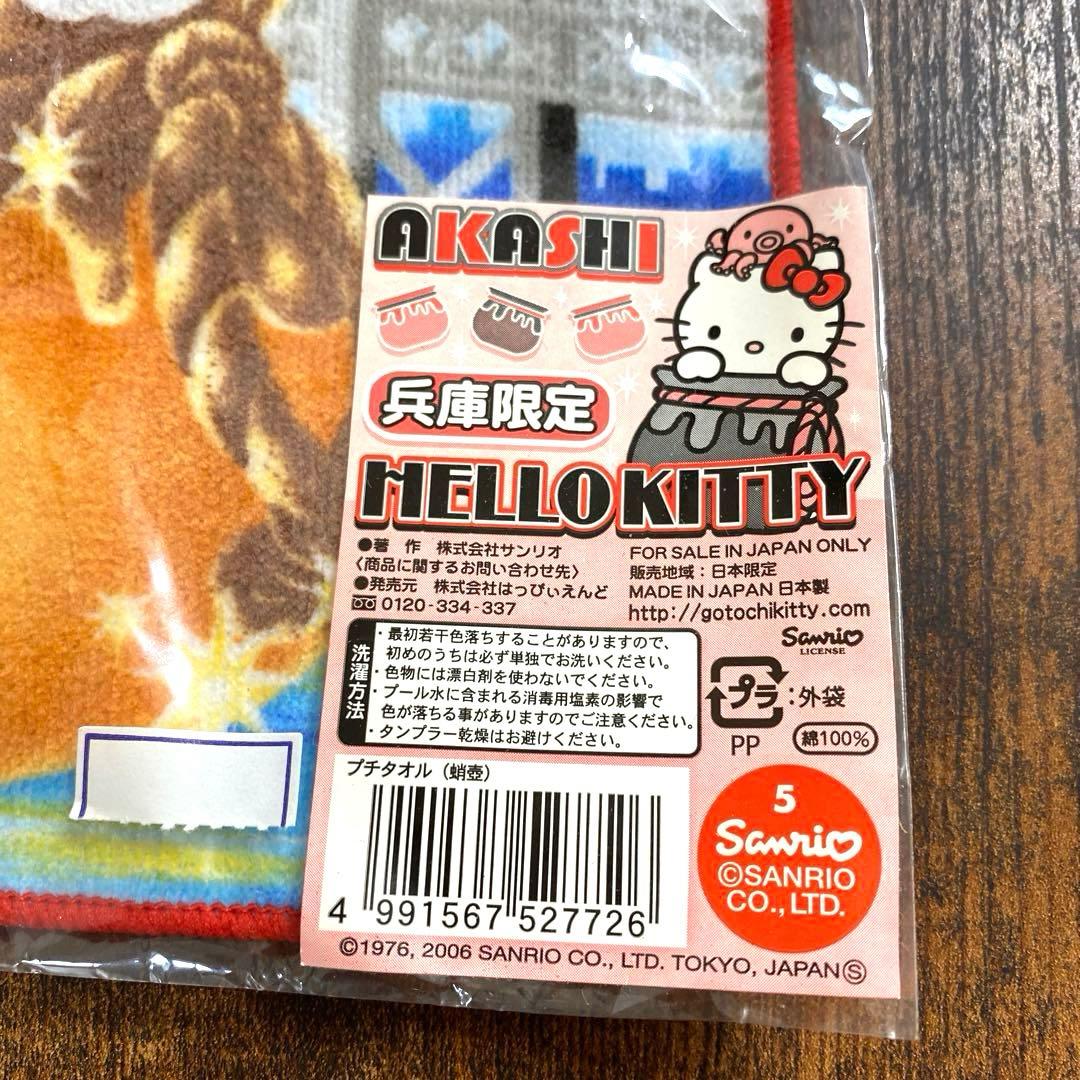 AKASHI
兵庫限定
HELLO KITTY
●著 作 株式会社サンリオ
〈商品に関するお問い合わせ先〉
●発売元 株式会社はっぴぃえんど
0120-334-337
FOR SALE IN JAPAN ONLY
販売地域：日本限定
MADE IN JAPAN 日本製
http://gotochikitty.com
Sanrio
LICENSE
洗濯方法
・最初若干色落ちすることがありますので、
初めのうちは必ず単独でお洗いください。
・色物には漂白剤を使わないでください。
・プール水に含まれる消毒用塩素の影響で
色が落ちる事がありますのでご注意ください。
・タンブラー乾燥はお避けください。
プラ：外袋
PP
綿100%
プチタオル（蛸壺）
4 991567 527726
5
Sanrio
©SANRIO
CO., LTD.
©1976, 2006 SANRIO CO., LTD. TOKYO, JAPAN Ⓢ